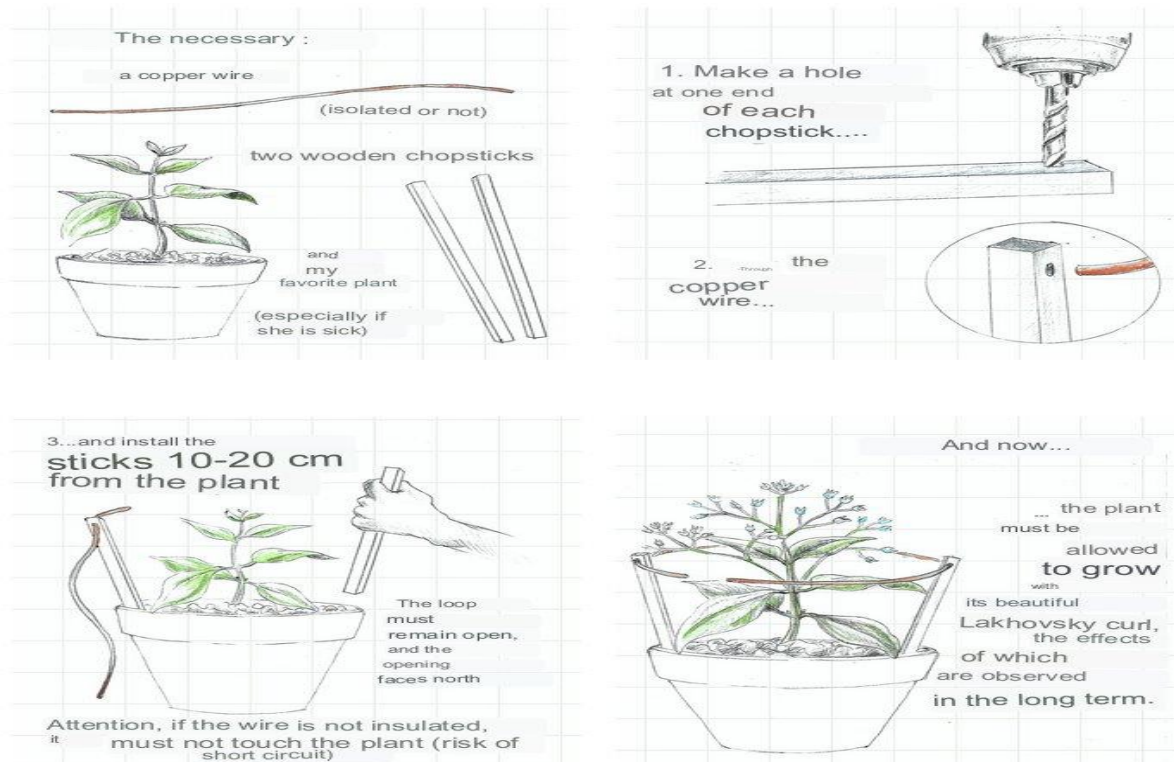 The necessary :
a copper wire
(isolated or not)
two wooden chopsticks
and
my
favorite plant
(especially if
she is sick)
1. Make a hole
at one end
of each
chopstick....
2. Through the
copper
wire...
3...and install the
sticks 10-20 cm
from the plant
The loop
must
remain open,
and the
opening
faces north
Attention, if the wire is not insulated,
it must not touch the plant (risk of
short circuit)
And now...
... the plant
must be
allowed
to grow
with
its beautiful
Lakhovsky curl,
the effects
of which
are observed
in the long term.